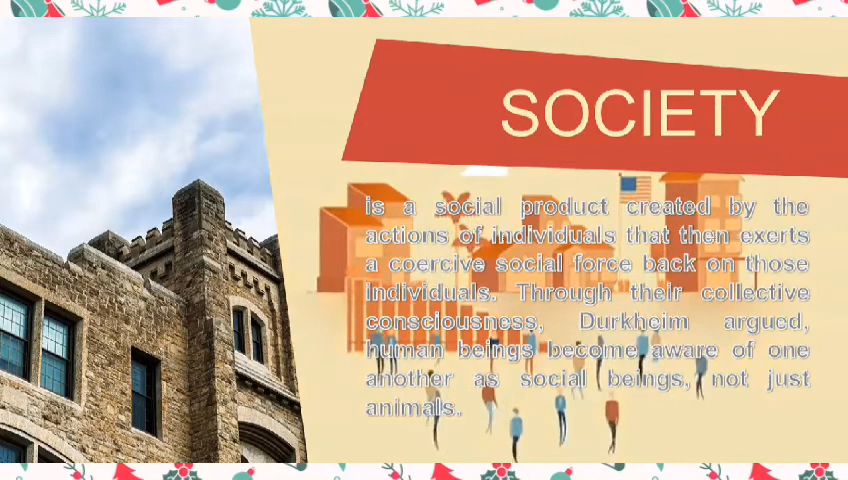 SOCIETY
is a social product created by the
actions of individuals that then exerts
a coercive social force back on those
individuals. Through their collective
consciousness, Durkheim argued,
human beings become aware of one
another as social beings, not just
animals.